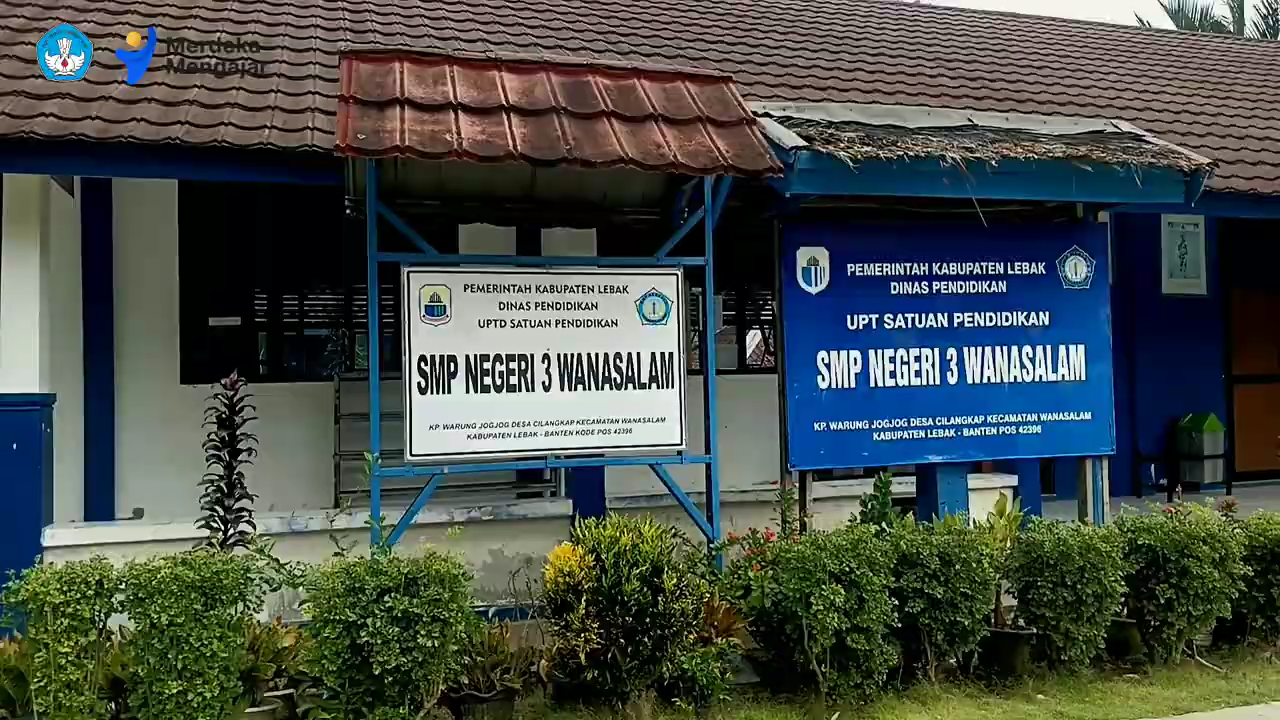 Merdeka
Mengajar
PEMERINTAH KABUPATEN LEBAK
DINAS PENDIDIKAN
UPTD SATUAN PENDIDIKAN
SMP NEGERI 3 WANASALAM
KP. WARUNG JOGJOG DESA CILANGKAP KECAMATAN WANASALAM
KABUPATEN LEBAK - BANTEN KODE POS 42396
PEMERINTAH KABUPATEN LEBAK
DINAS PENDIDIKAN
UPT SATUAN PENDIDIKAN
SMP NEGERI 3 WANASALAM
KP. WARUNG JOGJOG DESA CILANGKAP KECAMATAN WANASALAM
KABUPATEN LEBAK - BANTEN POS 42396